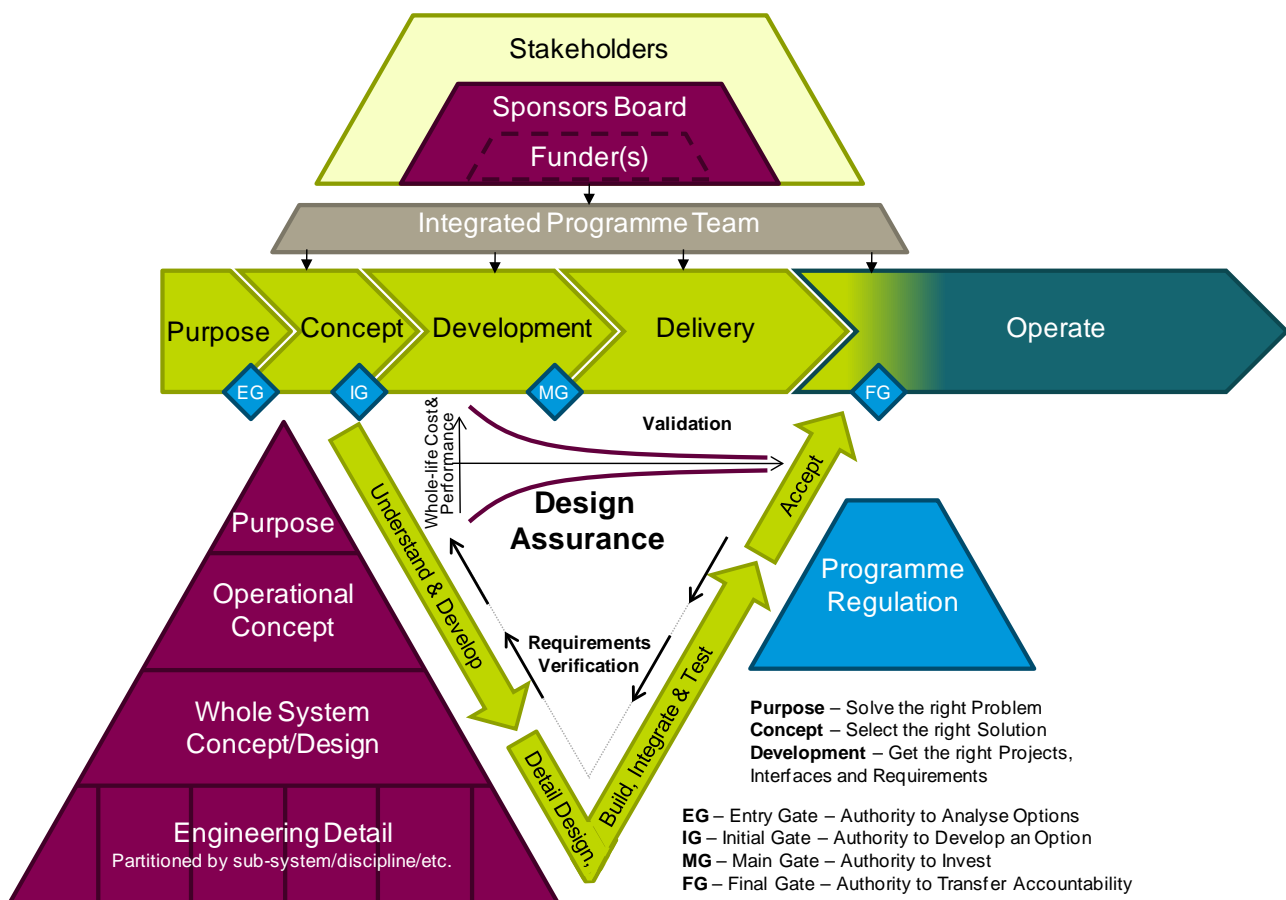 Stakeholders
Sponsors Board
Funder(s)
Integrated Programme Team
Purpose
Concept
Development
Delivery
Operate
EG
IG
MG
FG
Whole-life Cost&
Performance
Validation
Design
Assurance
Understand & Develop
Requirements
Verification
Detail Design,
Build, Integrate & Test
Accept
Purpose
Operational
Concept
Whole System
Concept/Design
Engineering Detail
Partitioned by sub-system/discipline/etc.
Programme
Regulation
Purpose – Solve the right Problem
Concept – Select the right Solution
Development – Get the right Projects,
Interfaces and Requirements
EG – Entry Gate – Authority to Analyse Options
IG – Initial Gate – Authority to Develop an Option
MG – Main Gate – Authority to Invest
FG – Final Gate – Authority to Transfer Accountability